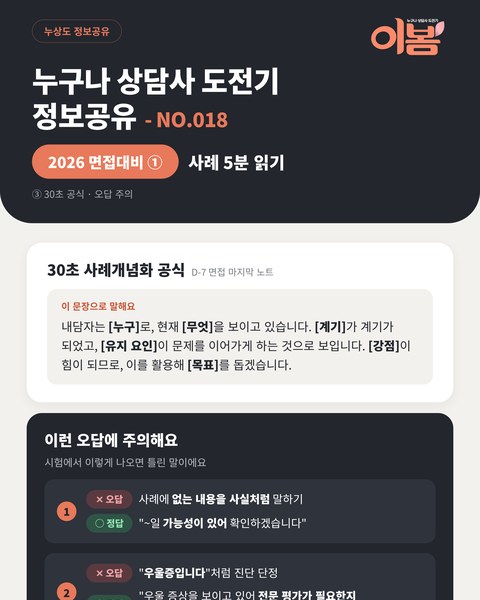 누상도 정보공유
누구나 상담사 도전기
이봄
누구나 상담사 도전기
정보공유 - NO.018
2026 면접대비 ① 사례 5분 읽기
③ 30초 공식 · 오답 주의
30초 사례개념화 공식 D-7 면접 마지막 노트
이 문장으로 말해요
내담자는 [누구]로, 현재 [무엇]을 보이고 있습니다. [계기]가 계기가
되었고, [유지 요인]이 문제를 이어가게 하는 것으로 보입니다. [강점]이
힘이 되므로, 이를 활용해 [목표]를 돕겠습니다.
이런 오답에 주의해요
시험에서 이렇게 나오면 틀린 말이에요
1
✕ 오답 사례에 없는 내용을 사실처럼 말하기
○ 정답 "~일 가능성이 있어 확인하겠습니다"
2
✕ 오답 "우울증입니다"처럼 진단 단정
"우울 증상을 보이고 있어 전문 평가가 필요한지